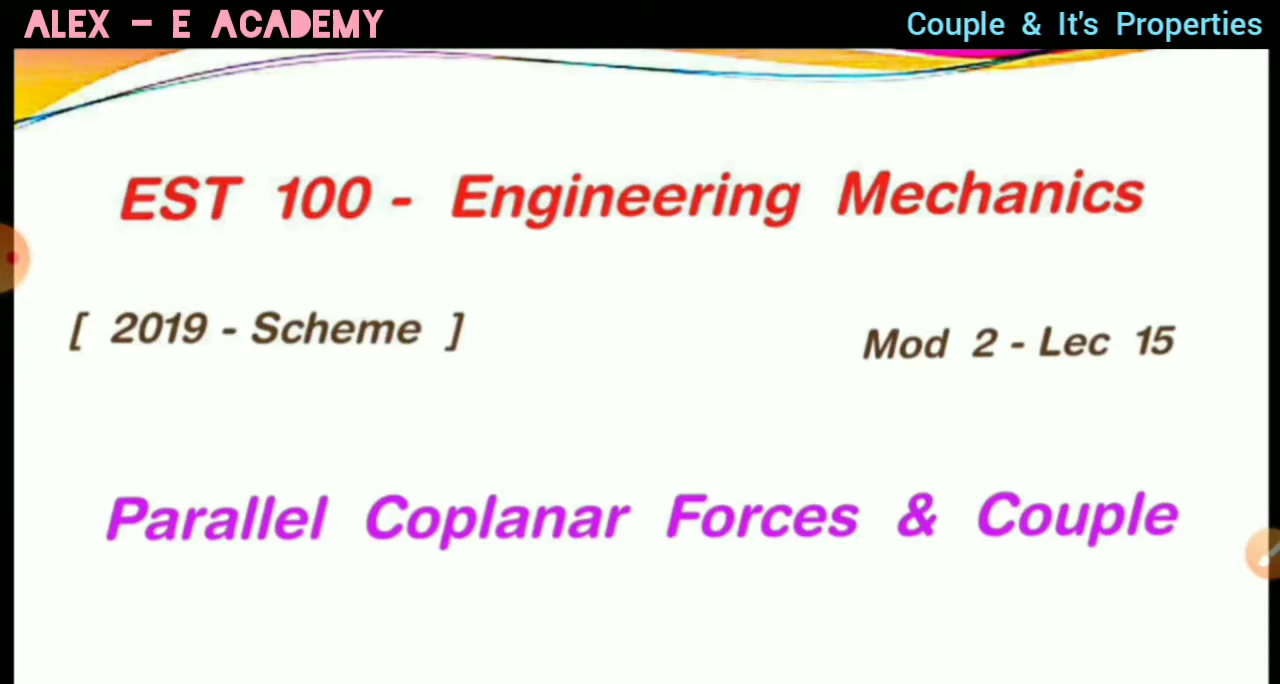 ALEX - E ACADEMY
Couple & It's Properties
EST 100 - Engineering Mechanics
[ 2019 - Scheme ]
Mod 2 - Lec 15
Parallel Coplanar Forces & Couple